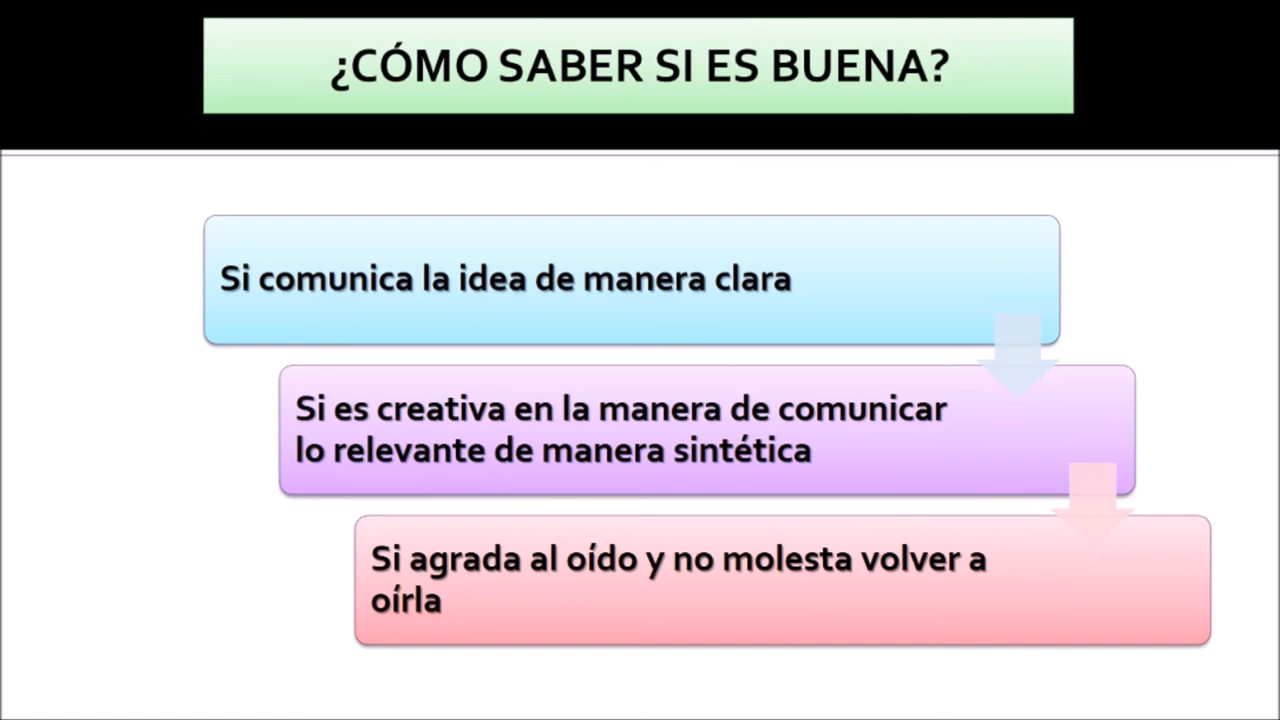 ¿CÓMO SABER SI ES BUENA?
Si comunica la idea de manera clara
Si es creativa en la manera de comunicar
lo relevante de manera sintética
Si agrada al oído y no molesta volver a
oírla